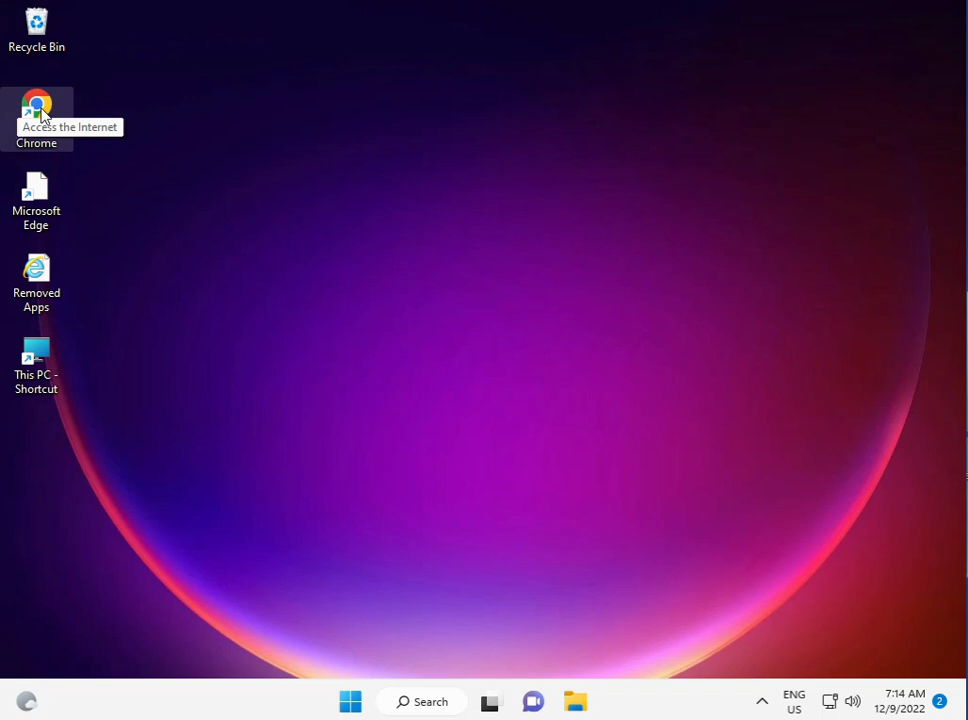 Recycle Bin
Access the Internet
Chrome
Microsoft
Edge
Removed
Apps
This PC -
Shortcut
Search
ENG
US
7:14 AM
12/9/2022
2